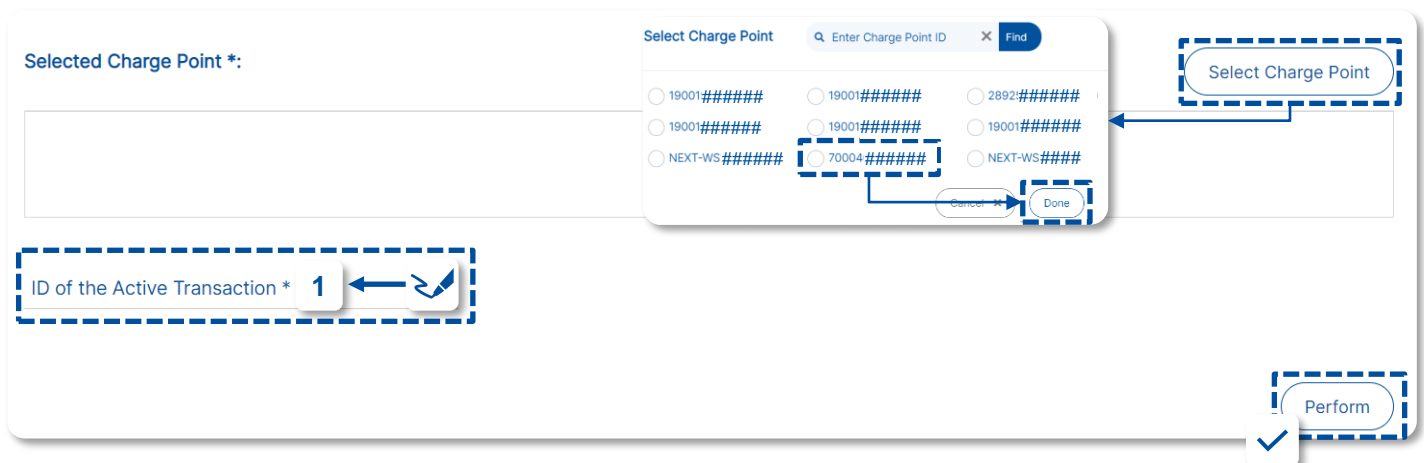 Selected Charge Point *:
Select Charge Point
Enter Charge Point ID
Find
Select Charge Point
19001######
19001######
2892######
19001######
19001######
19001######
NEXT-WS######
70004######
NEXT-WS####
Cancel
Done
ID of the Active Transaction *
1
Perform